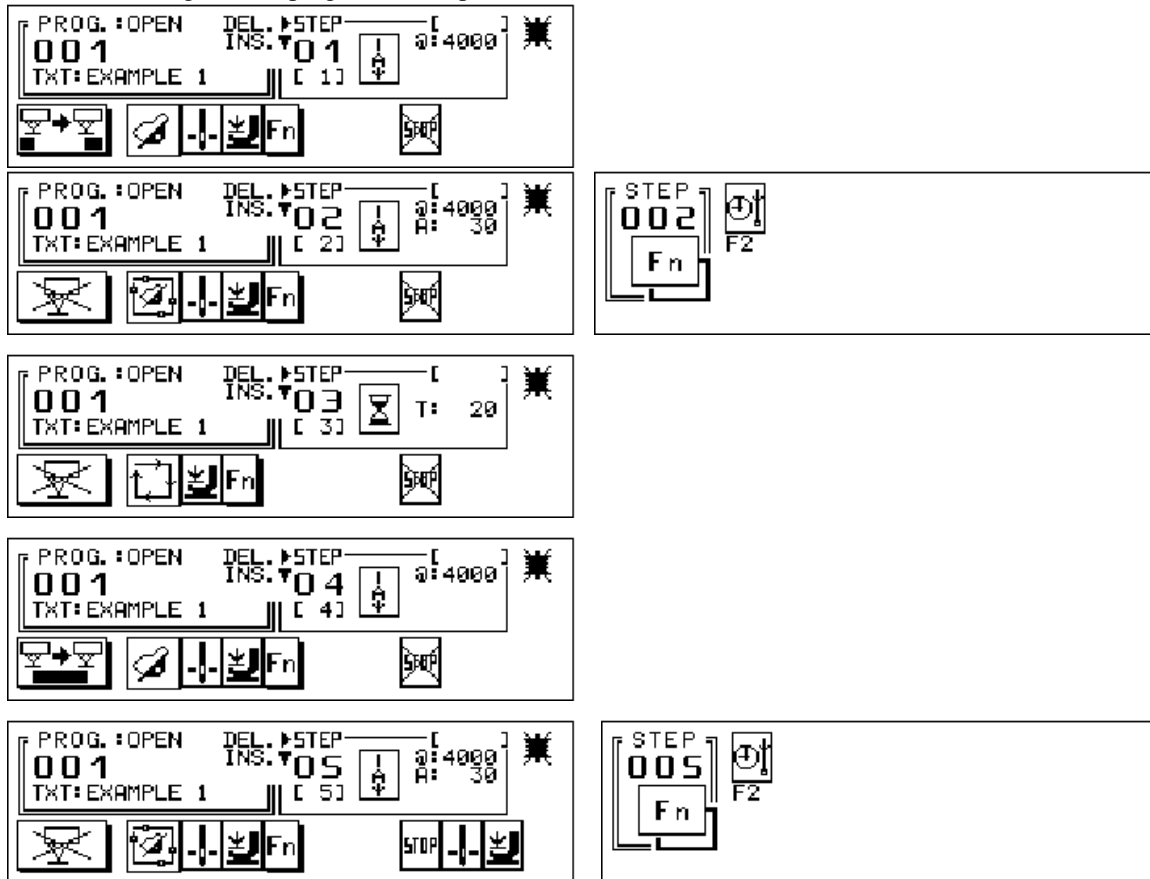 PROG.:OPEN DEL. STEP [ ]
001 INS. 01 @:4000
TXT:EXAMPLE 1 [ 1]
Fn STOP
PROG.:OPEN DEL. STEP [ ]
001 INS. 02 @:4000
A: 30
TXT:EXAMPLE 1 [ 2]
Fn STOP
STEP
002
F2
Fn
PROG.:OPEN DEL. STEP [ ]
001 INS. 03 T: 20
TXT:EXAMPLE 1 [ 3]
Fn STOP
PROG.:OPEN DEL. STEP [ ]
001 INS. 04 @:4000
TXT:EXAMPLE 1 [ 4]
Fn STOP
PROG.:OPEN DEL. STEP [ ]
001 INS. 05 @:4000
A: 30
TXT:EXAMPLE 1 [ 5]
Fn STOP
STEP
005
F2
Fn